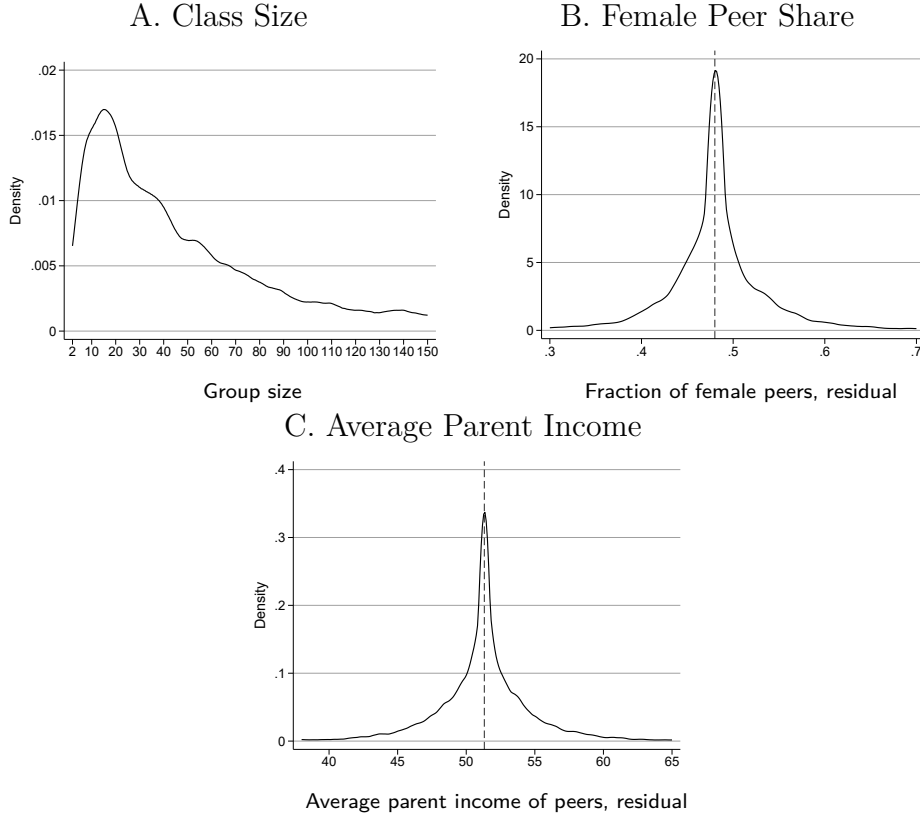 A. Class Size
.02
.015
.01
.005
0
Density
2 10 20 30 40 50 60 70 80 90 100 110 120 130 140 150
Group size
B. Female Peer Share
20
15
10
5
0
Density
.3 .4 .5 .6 .7
Fraction of female peers, residual
C. Average Parent Income
.4
.3
.2
.1
0
Density
40 45 50 55 60 65
Average parent income of peers, residual